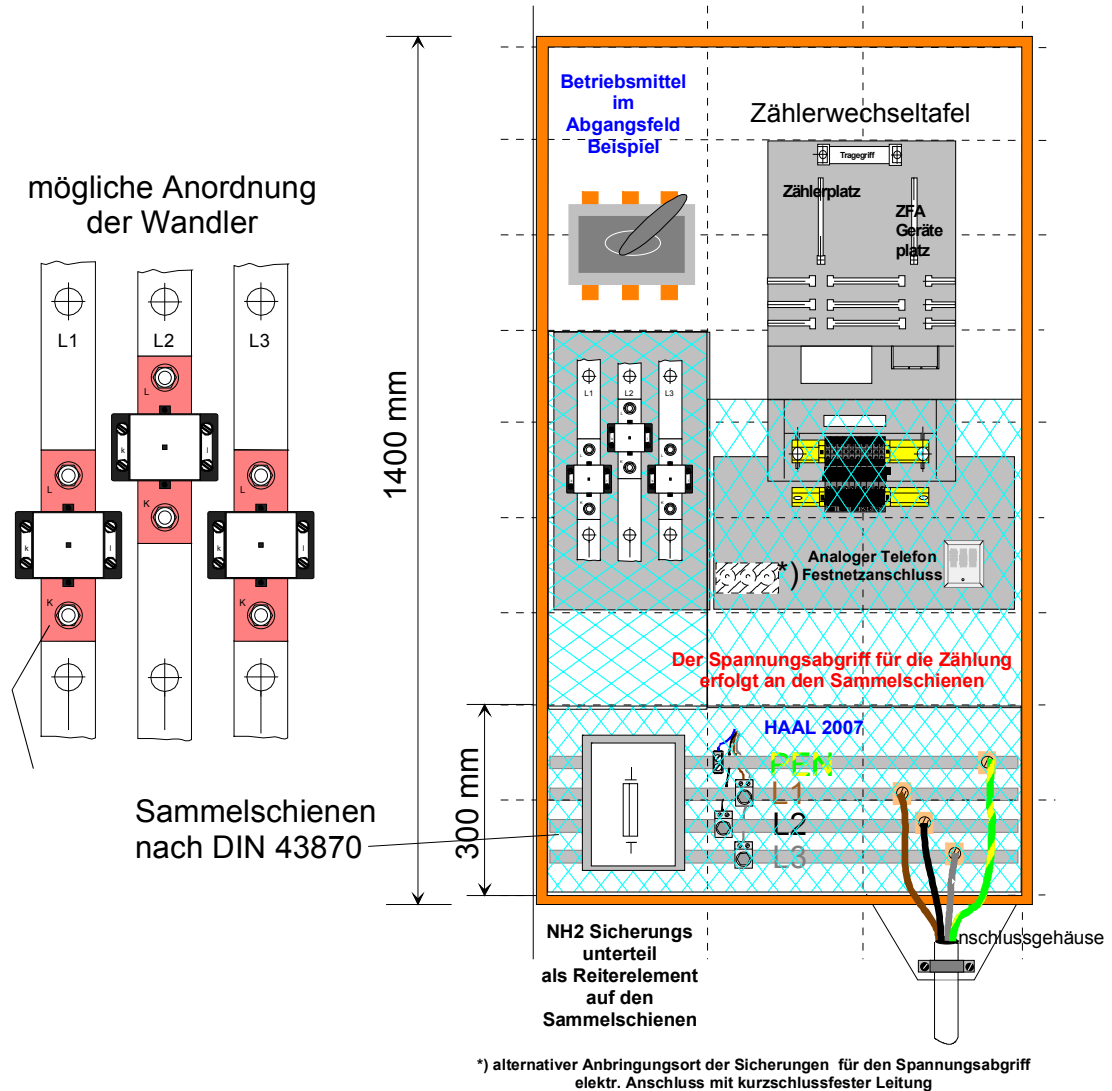 Betriebsmittel
im
Abgangsfeld
Beispiel
Zählerwechseltafel
Tragegriff
Zählerplatz
ZFA
Geräte
platz
mögliche Anordnung
der Wandler
L1
L2
L3
L
K
k
l
L
K
k
l
L
K
k
l
1400 mm
L1
L2
L3
Analoger Telefon
Festnetzanschluss
*)
Der Spannungsabgriff für die Zählung
erfolgt an den Sammelschienen
HAAL 2007
PEN
L1
L2
L3
300 mm
Sammelschienen
nach DIN 43870
nschlussgehäuse
NH2 Sicherungs
unterteil
als Reiterelement
auf den
Sammelschienen
*) alternativer Anbringungsort der Sicherungen für den Spannungsabgriff
elektr. Anschluss mit kurzschlussfester Leitung